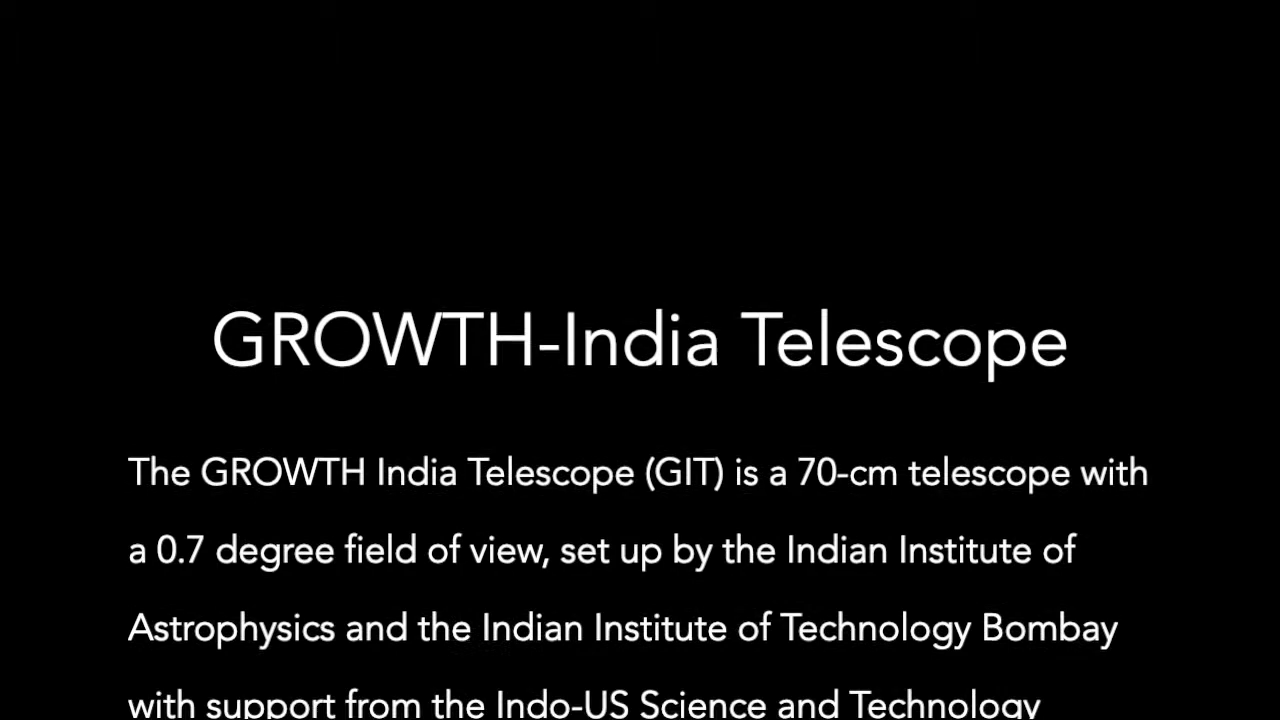 GROWTH-India Telescope
The GROWTH India Telescope (GIT) is a 70-cm telescope with
a 0.7 degree field of view, set up by the Indian Institute of
Astrophysics and the Indian Institute of Technology Bombay
with support from the Indo-US Science and Technology